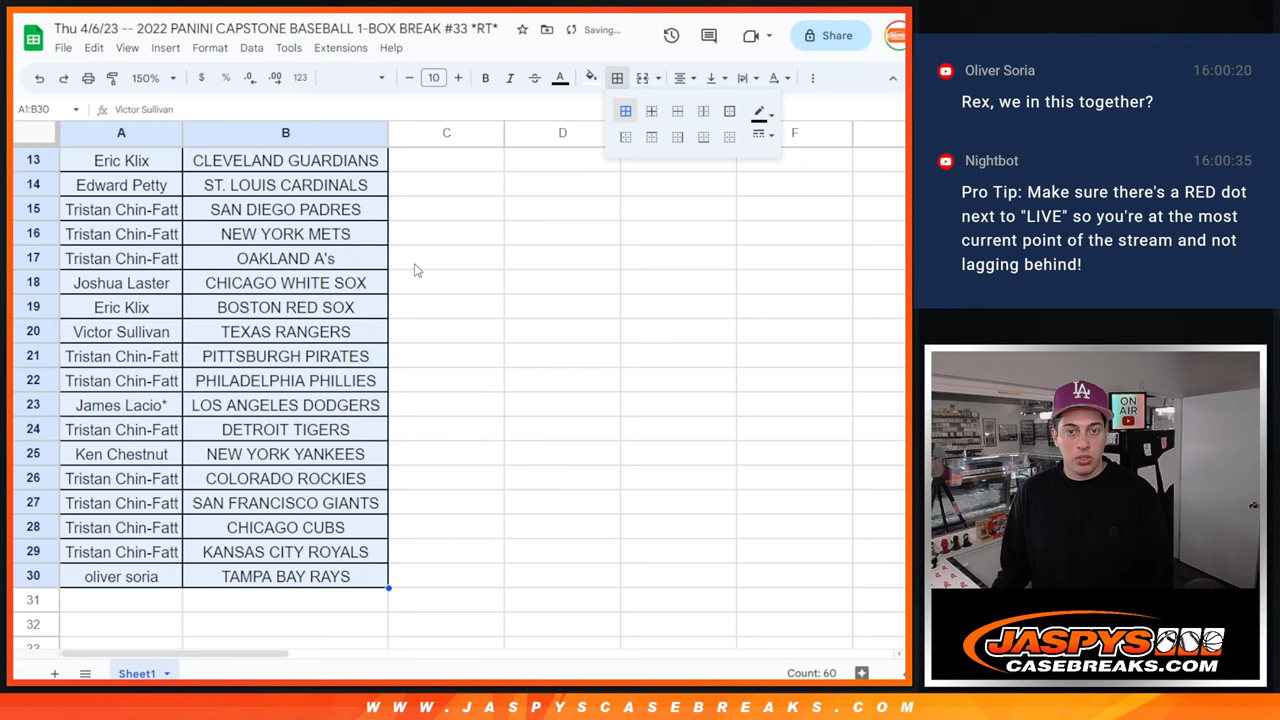 Thu 4/6/23 -- 2022 PANINI CAPSTONE BASEBALL 1-BOX BREAK #33 *RT*
Saving...
Share
File Edit View Insert Format Data Tools Extensions Help
150% $ % .0 .00 123 10 B I A A
A1:B30 fx Victor Sullivan
A B C D F
13 Eric Klix CLEVELAND GUARDIANS
14 Edward Petty ST. LOUIS CARDINALS
15 Tristan Chin-Fatt SAN DIEGO PADRES
16 Tristan Chin-Fatt NEW YORK METS
17 Tristan Chin-Fatt OAKLAND A's
18 Joshua Laster CHICAGO WHITE SOX
19 Eric Klix BOSTON RED SOX
20 Victor Sullivan TEXAS RANGERS
21 Tristan Chin-Fatt PITTSBURGH PIRATES
22 Tristan Chin-Fatt PHILADELPHIA PHILLIES
23 James Lacio* LOS ANGELES DODGERS
24 Tristan Chin-Fatt DETROIT TIGERS
25 Ken Chestnut NEW YORK YANKEES
26 Tristan Chin-Fatt COLORADO ROCKIES
27 Tristan Chin-Fatt SAN FRANCISCO GIANTS
28 Tristan Chin-Fatt CHICAGO CUBS
29 Tristan Chin-Fatt KANSAS CITY ROYALS
30 oliver soria TAMPA BAY RAYS
31
32
33
Sheet1
Count: 60
Oliver Soria 16:00:20
Rex, we in this together?
Nightbot 16:00:35
Pro Tip: Make sure there's a RED dot
next to "LIVE" so you're at the most
current point of the stream and not
lagging behind!
LA
ON
AIR
JASPYS
CASEBREAKS.COM
WWW.JASPYSCASEBREAKS.COM